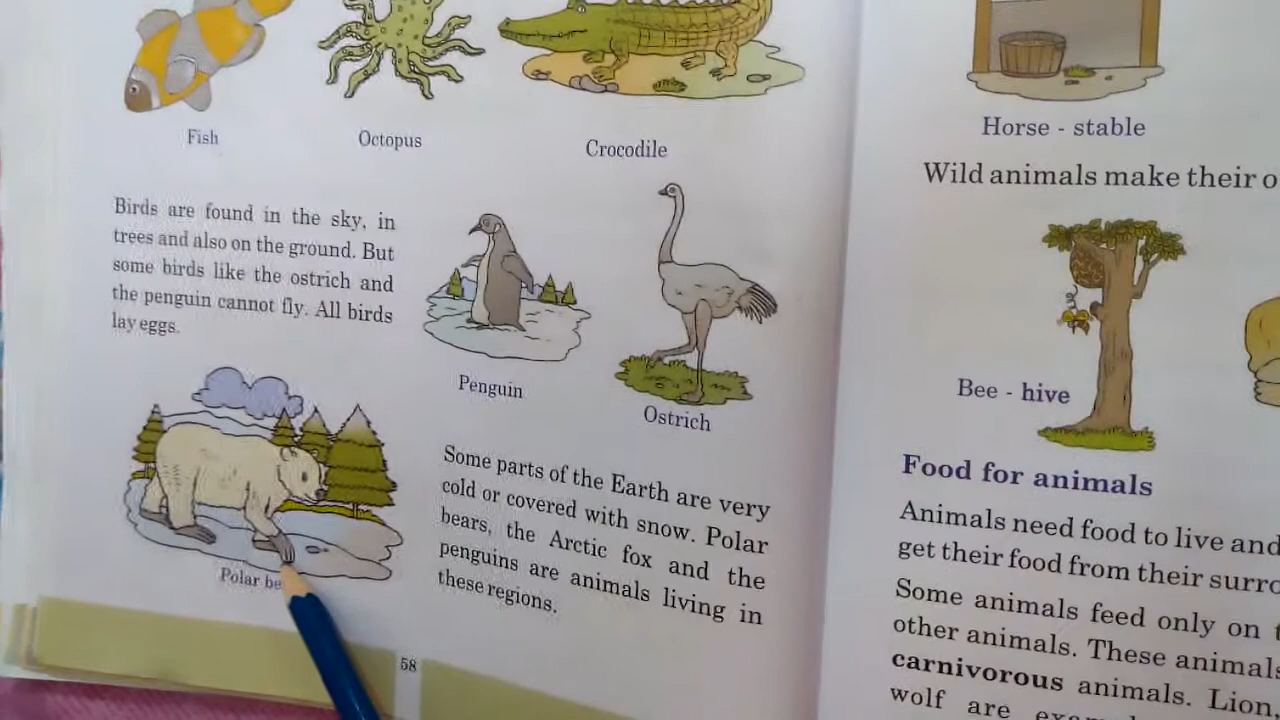 Fish
Octopus
Crocodile
Birds are found in the sky, in
trees and also on the ground. But
some birds like the ostrich and
the penguin cannot fly. All birds
lay eggs.
Penguin
Ostrich
Polar
Some parts of the Earth are very
cold or covered with snow. Polar
bears, the Arctic fox and the
penguins are animals living in
these regions.
58
Horse - stable
Wild animals make their
Bee - hive
Food for animals
Animals need food to live and
get their food from their
Some animals feed only on
other animals. These animals
carnivorous animals. Lion,
wolf are